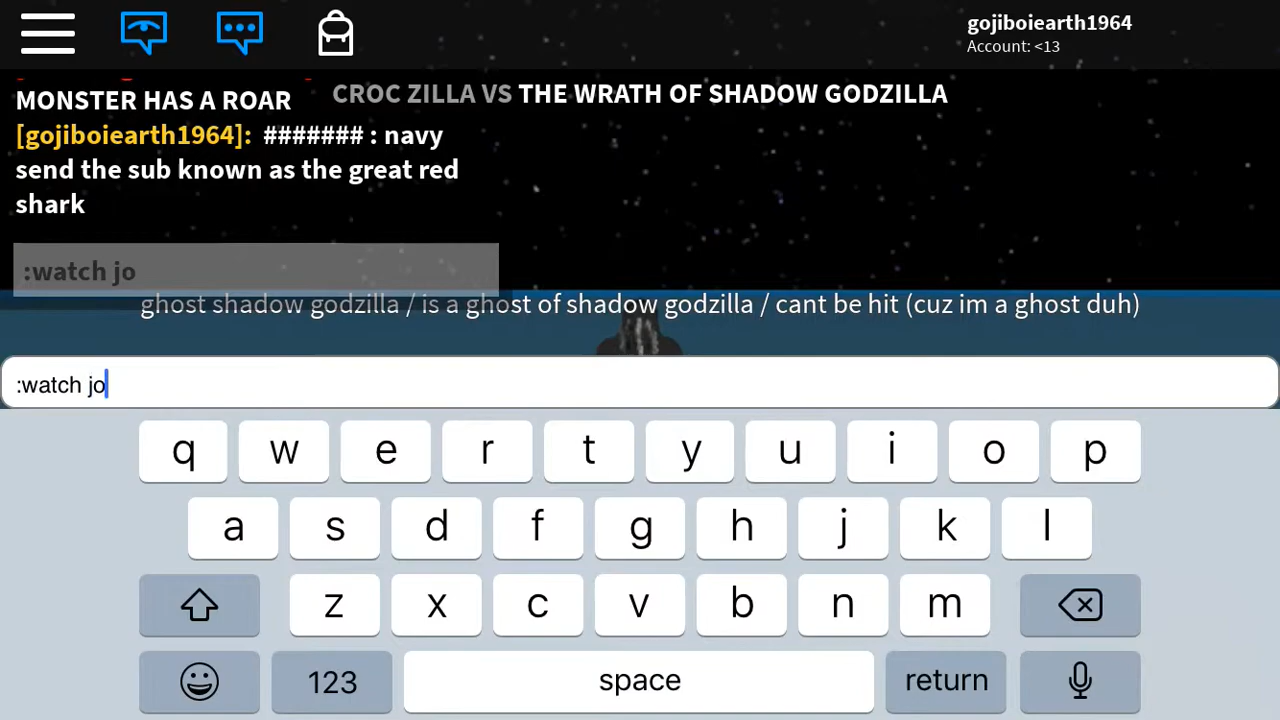 gojiboiearth1964
Account: <13
MONSTER HAS A ROAR
CROC ZILLA VS THE WRATH OF SHADOW GODZILLA
[gojiboiearth1964]: ####### : navy
send the sub known as the great red
shark
:watch jo
ghost shadow godzilla / is a ghost of shadow godzilla / cant be hit (cuz im a ghost duh)
:watch jo
q w e r t y u i o p
a s d f g h j k l
z x c v b n m
123 space return